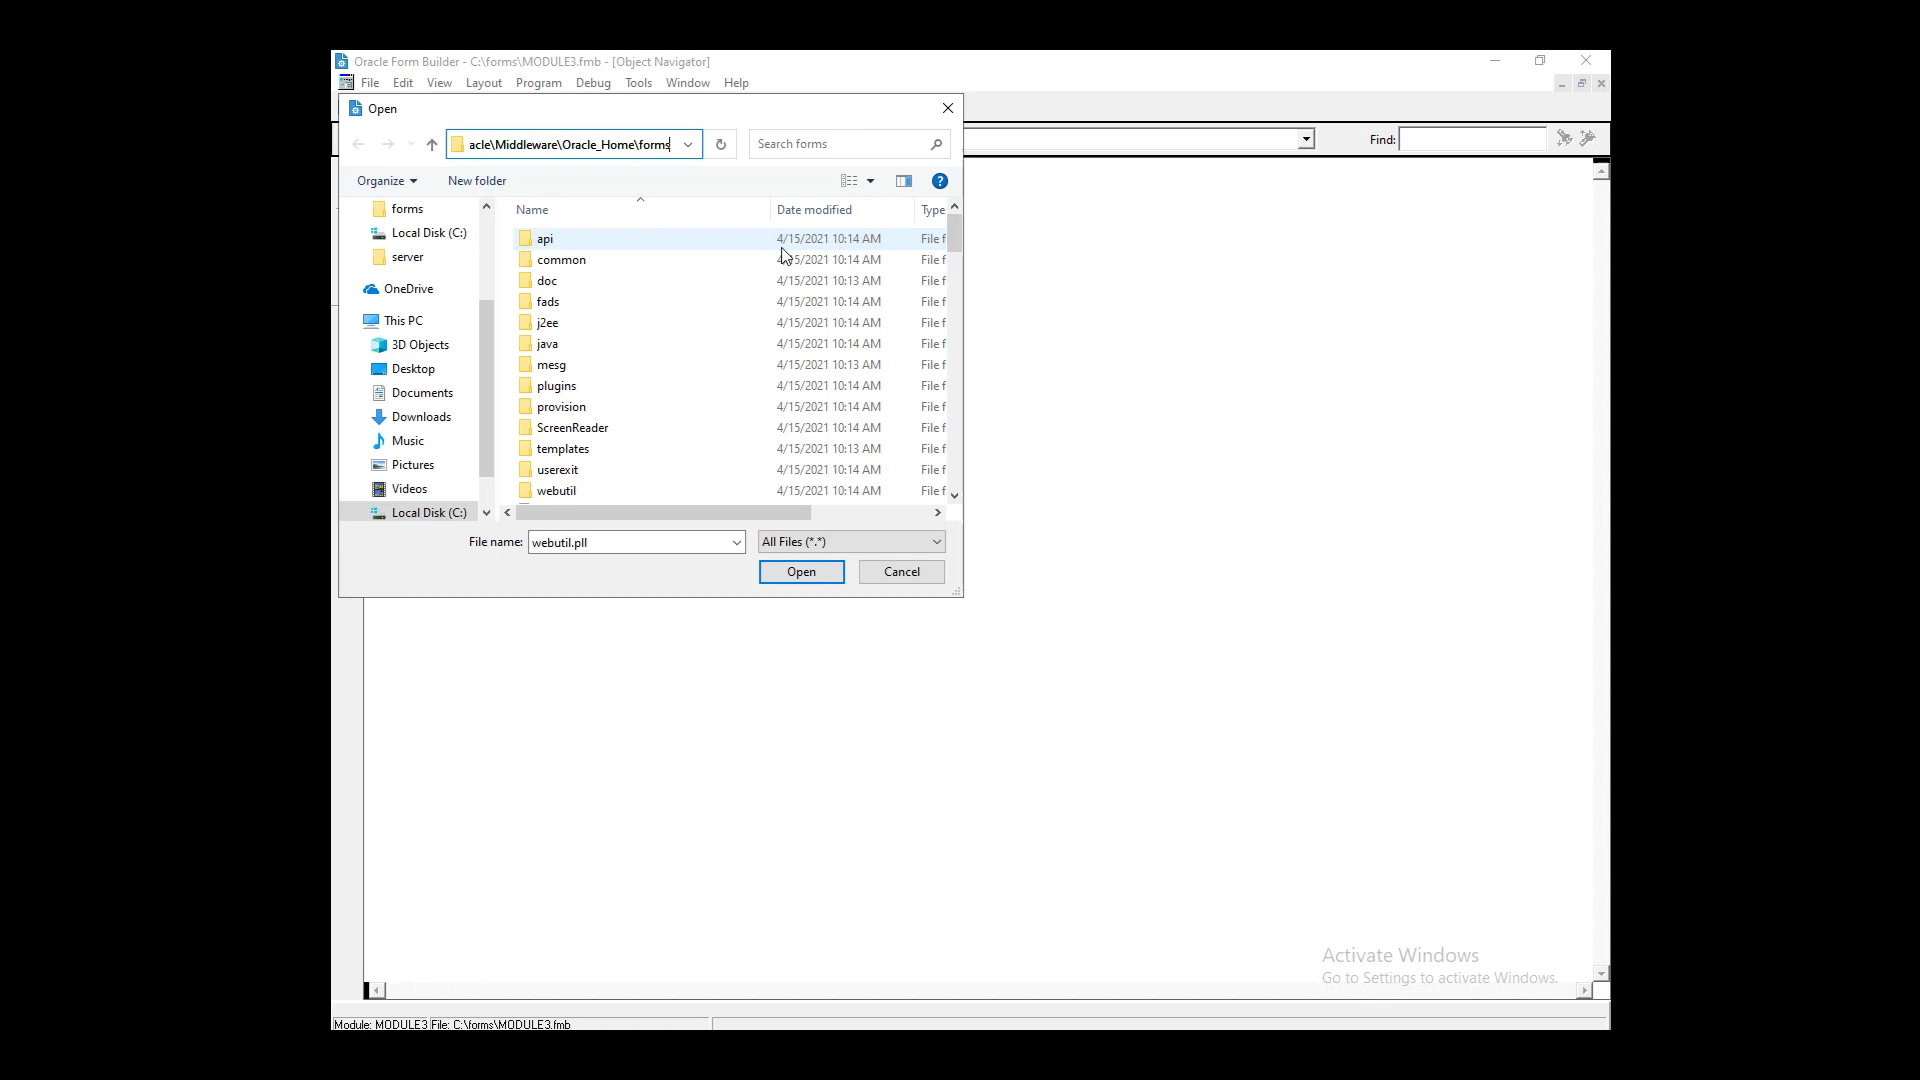 Oracle Form Builder - C:\forms\MODULE3.fmb - [Object Navigator]
File Edit View Layout Program Debug Tools Window Help
Open
acle\Middleware\Oracle_Home\forms
Search forms
Find:
Organize
New folder
forms
Local Disk (C:)
server
OneDrive
This PC
3D Objects
Desktop
Documents
Downloads
Music
Pictures
Videos
Local Disk (C:)
Name Date modified Type
api 4/15/2021 10:14 AM File f
common 4/15/2021 10:14 AM File f
doc 4/15/2021 10:13 AM File f
fads 4/15/2021 10:14 AM File f
j2ee 4/15/2021 10:14 AM File f
java 4/15/2021 10:14 AM File f
mesg 4/15/2021 10:13 AM File f
plugins 4/15/2021 10:14 AM File f
provision 4/15/2021 10:14 AM File f
ScreenReader 4/15/2021 10:14 AM File f
templates 4/15/2021 10:13 AM File f
userexit 4/15/2021 10:14 AM File f
webutil 4/15/2021 10:14 AM File f
File name: webutil.pll
All Files (*.*)
Open
Cancel
Activate Windows
Go to Settings to activate Windows.
Module: MODULE3 File: C:\forms\MODULE3.fmb